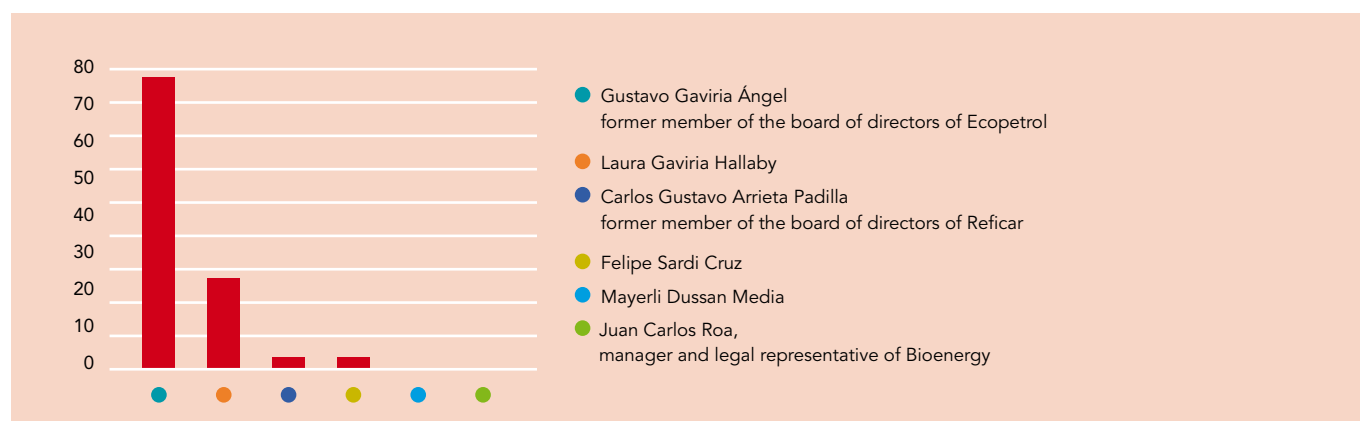 80
70
60
50
40
30
20
10
0
Gustavo Gaviria Ángel
former member of the board of directors of Ecopetrol
Laura Gaviria Hallaby
Carlos Gustavo Arrieta Padilla
former member of the board of directors of Reficar
Felipe Sardi Cruz
Mayerli Dussan Media
Juan Carlos Roa,
manager and legal representative of Bioenergy